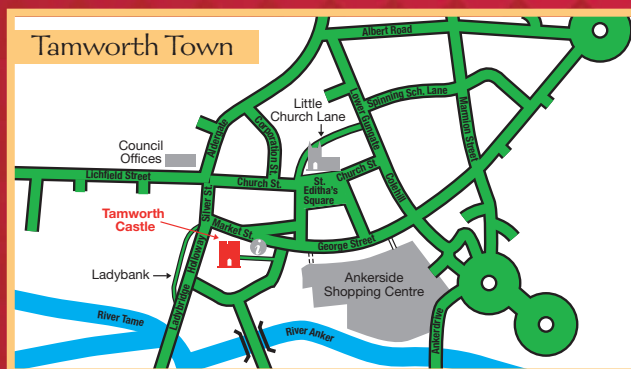 Tamworth Town
Albert Road
Little
Church Lane
Lower Gungate
Spinning Sch. Lane
Marmion Street
Aldergate
Corporation St.
Council
Offices
Lichfield Street
Church St.
Church St.
St.
Editha's
Square
Colehill
Silver St.
Tamworth
Castle
Market St.
George Street
i
Holloway
Ladybank
Ladybridge
Ankerside
Shopping Centre
River Tame
River Anker
Ankerdrive